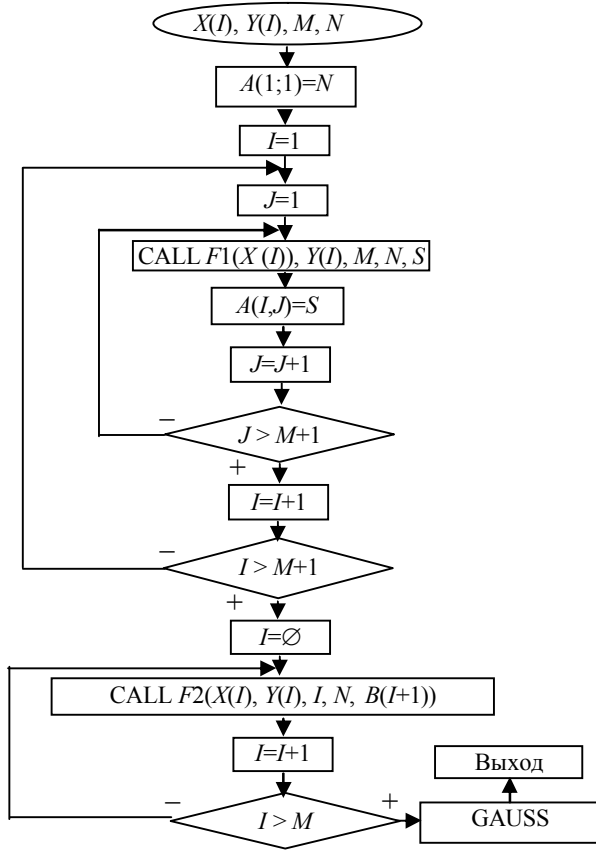 X(I), Y(I), M, N
A(1;1)=N
I=1
J=1
CALL F1(X (I)), Y(I), M, N, S
A(I,J)=S
J=J+1
–
J > M+1
+
I=I+1
–
I > M+1
+
I=∅
CALL F2(X(I), Y(I), I, N, B(I+1))
I=I+1
Выход
–
I > M
+
GAUSS